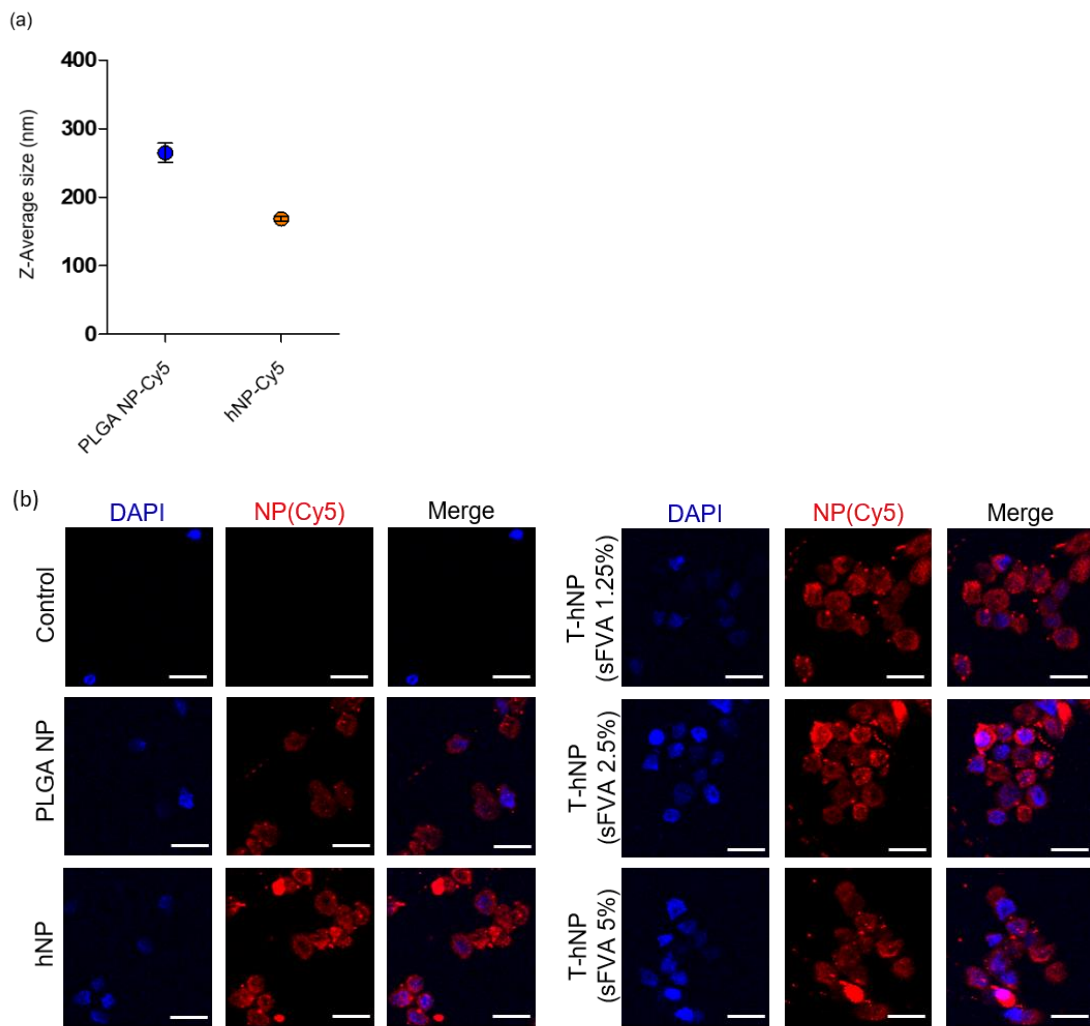 (a)
400
300
200
100
0
Z-Average size (nm)
PLGA NP-Cy5
hNP-Cy5
(b)
DAPI NP(Cy5) Merge
Control
PLGA NP
hNP
DAPI NP(Cy5) Merge
T-hNP
(sFVA 1.25%)
T-hNP
(sFVA 2.5%)
T-hNP
(sFVA 5%)